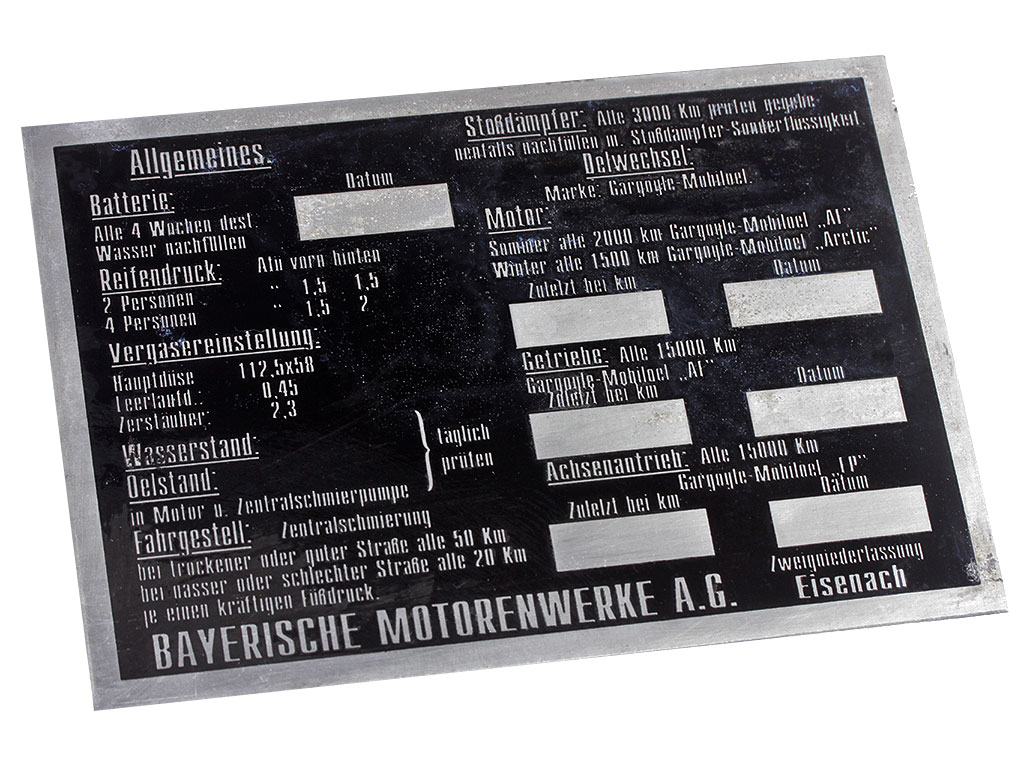 Allgemeines.
Batterie:
Datum
Alle 4 Wochen dest.
Wasser nachfüllen
Reifendruck: Atü vorn hinten
2 Personen " 1,5 1,5
4 Personen " 1,5 2
Vergasereinstellung:
Hauptdüse 112,5x58
Leerlaufd.: 0,45
Zerstäuber: 2,3
Wasserstand:
Oelstand:
täglich
prüfen
in Motor u. Zentralschmierpumpe
Fahrgestell: Zentralschmierung
bei trockener oder guter Straße alle 50 Km
bei nasser oder schlechter Straße alle 20 Km
je einen kräftigen Füßdruck.
Stoßdämpfer: Alle 3000 Km prüfen gegebe
nenfalls nachfüllen m. Stoßdämpfer-Sonderflüssigkeit
Oelwechsel:
Marke: Gargoyle-Mobiloel
Motor:
Sommer alle 2000 km Gargoyle-Mobiloel „AI"
Winter alle 1500 km Gargoyle-Mobiloel „Arctic"
Zuletzt bei km Datum
Getriebe: Alle 15000 Km
Gargoyle-Mobiloel „AI"
Zuletzt bei km Datum
Achsenantrieb: Alle 15000 Km
Gargoyle-Mobiloel
Zuletzt bei km Datum
Zweigniederlassung
Eisenach
BAYERISCHE MOTORENWERKE A.G.